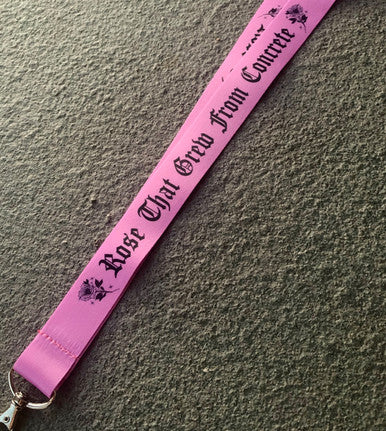 Rose That Grew From Concrete